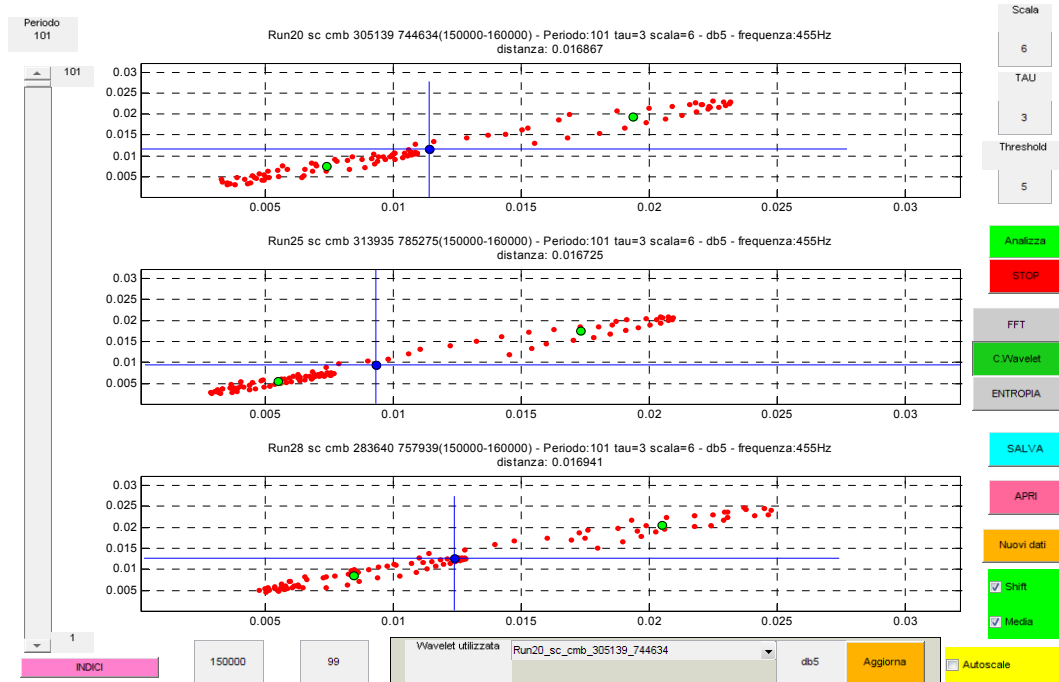 Periodo
101
101
1
INDICI
Run20 sc cmb 305139 744634(150000-160000) - Periodo:101 tau=3 scala=6 - db5 - frequenza:455Hz
distanza: 0.016867
0.03
0.025
0.02
0.015
0.01
0.005
0.005 0.01 0.015 0.02 0.025 0.03
Run25 sc cmb 313935 785275(150000-160000) - Periodo:101 tau=3 scala=6 - db5 - frequenza:455Hz
distanza: 0.016725
0.03
0.025
0.02
0.015
0.01
0.005
0.005 0.01 0.015 0.02 0.025 0.03
Run28 sc cmb 283640 757939(150000-160000) - Periodo:101 tau=3 scala=6 - db5 - frequenza:455Hz
distanza: 0.016941
0.03
0.025
0.02
0.015
0.01
0.005
0.005 0.01 0.015 0.02 0.025 0.03
150000
99
Wavelet utilizzata
Run20_sc_cmb_305139_744634
db5
Aggiorna
Scala
6
TAU
3
Threshold
5
Analizza
STOP
FFT
C.Wavelet
ENTROPIA
SALVA
APRI
Nuovi dati
Shift
Media
Autoscale